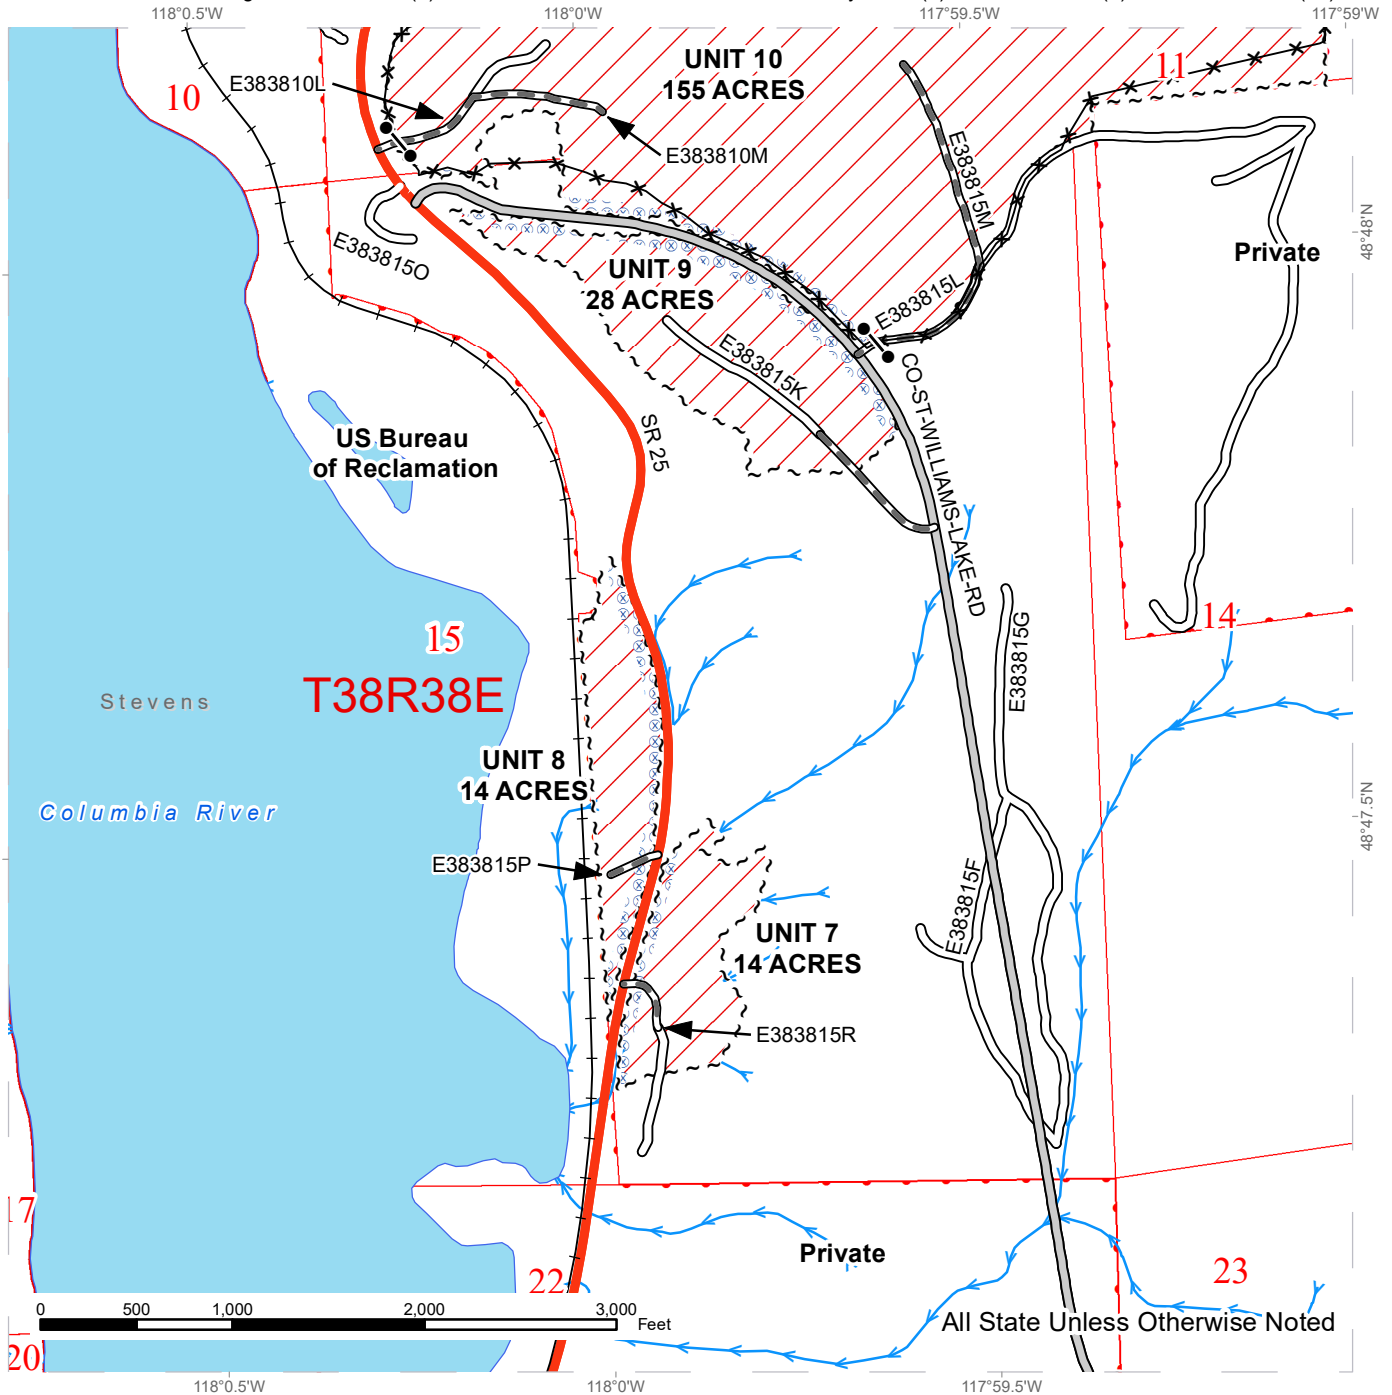 118°0.5'W
118°0'W
117°59.5'W
117°59'W
UNIT 10
155 ACRES
11
E383810L
10
E383810M
E383815M
48°48'N
E383815O
Private
UNIT 9
28 ACRES
E383815L
E383815K
CO-ST-WILLIAMS-LAKE-RD
SR 25
US Bureau
of Reclamation
15
14
E383815G
T38R38E
Stevens
UNIT 8
14 ACRES
Columbia River
48°47.5'N
E383815P
E383815F
UNIT 7
14 ACRES
E383815R
17
Private
22
23
0 500 1,000 2,000 3,000
Feet
All State Unless Otherwise Noted
20
118°0.5'W
118°0'W
117°59.5'W